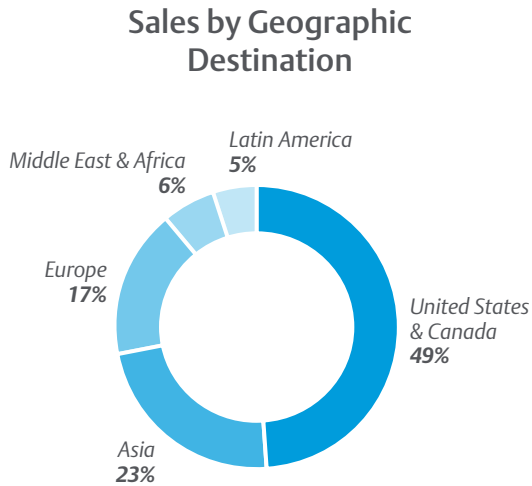 Sales by Geographic
Destination
Latin America
5%
Middle East & Africa
6%
Europe
17%
United States
& Canada
49%
Asia
23%